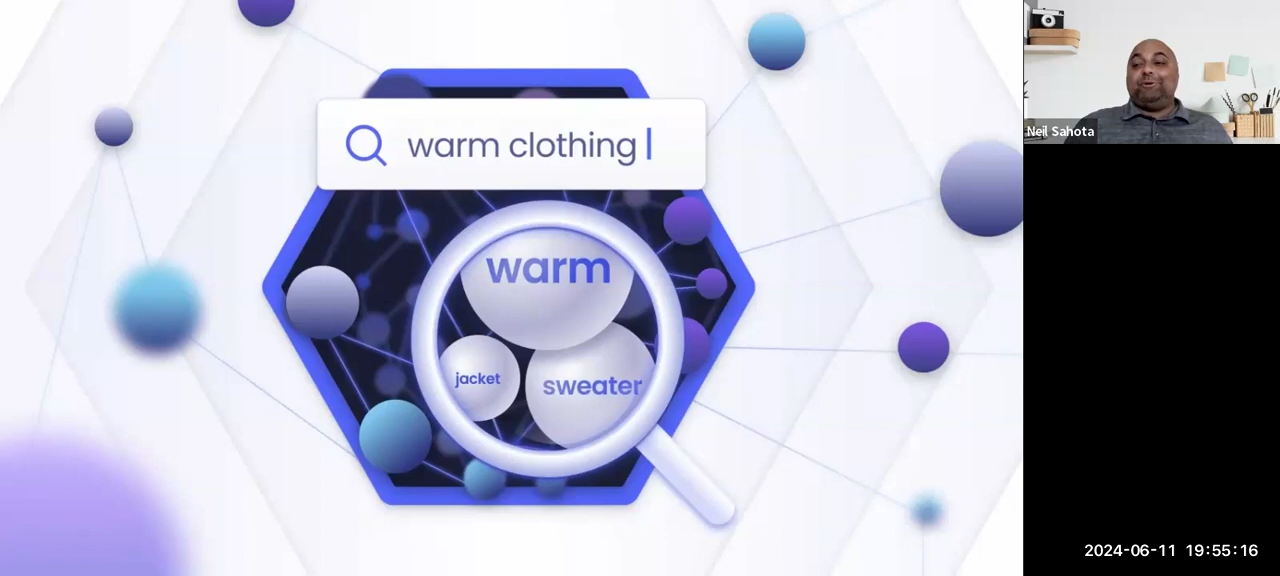 warm clothing
warm
jacket
sweater
Neil Sahota
2024-06-11 19:55:16